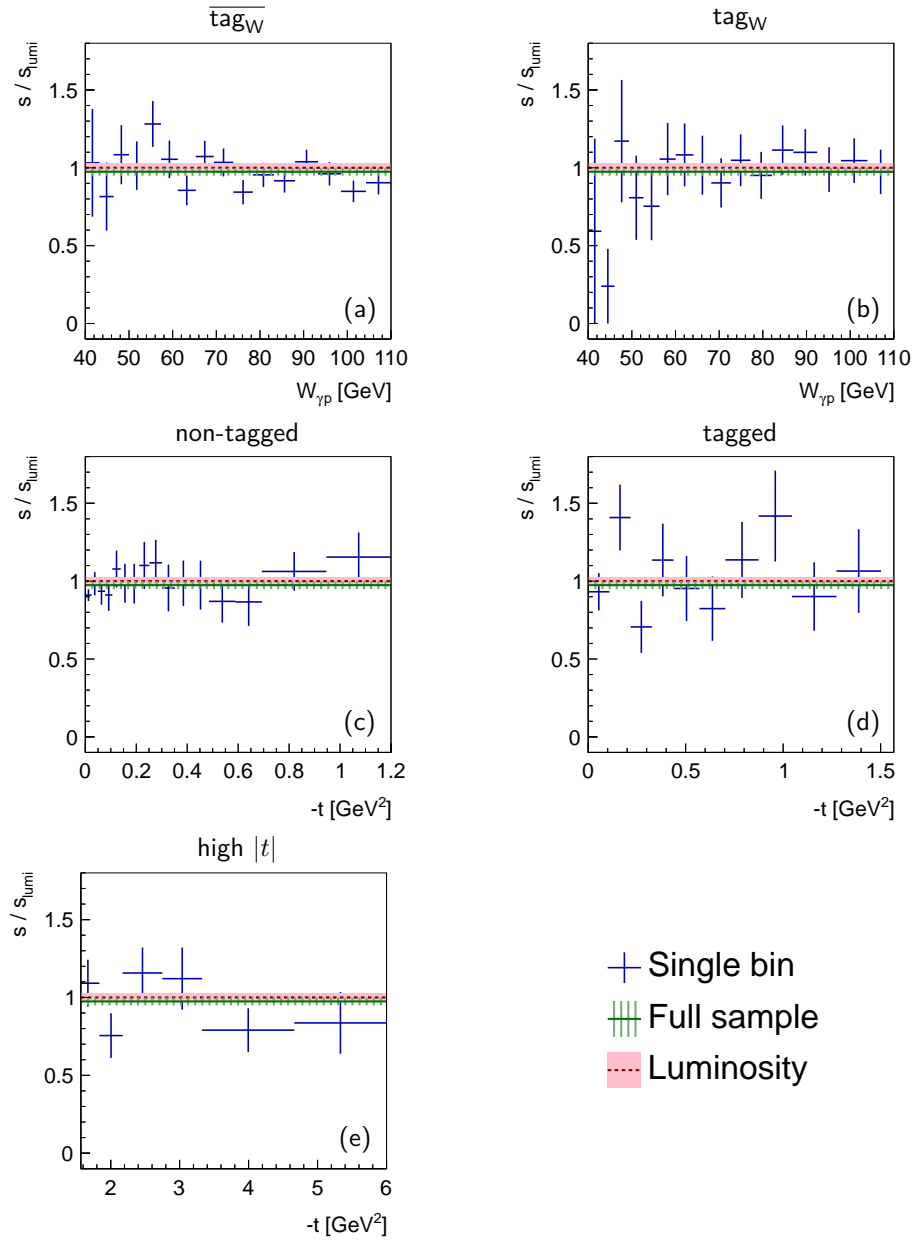 tag_W
tag_W
s / s_lumi
1.5
1
0.5
0
(a)
40 50 60 70 80 90 100 110
W_γp [GeV]
s / s_lumi
1.5
1
0.5
0
(b)
40 50 60 70 80 90 100 110
W_γp [GeV]
non-tagged
tagged
s / s_lumi
1.5
1
0.5
0
(c)
0 0.2 0.4 0.6 0.8 1 1.2
-t [GeV²]
s / s_lumi
1.5
1
0.5
0
(d)
0 0.5 1 1.5
-t [GeV²]
high |t|
s / s_lumi
1.5
1
0.5
0
(e)
2 3 4 5 6
-t [GeV²]
Single bin
Full sample
Luminosity